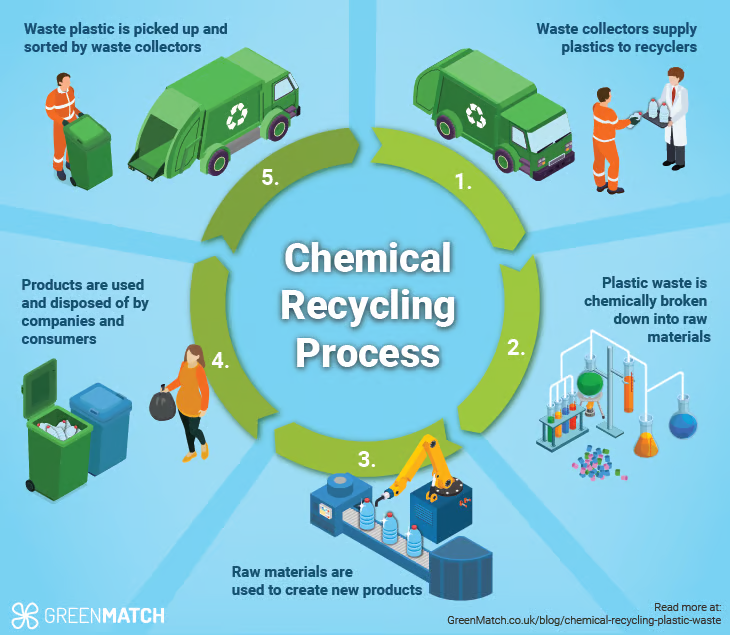 Waste plastic is picked up and
sorted by waste collectors
Waste collectors supply
plastics to recyclers
5.
1.
Chemical
Recycling
Process
Products are used
and disposed of by
companies and
consumers
Plastic waste is
chemically broken
down into raw
materials
4.
2.
3.
Raw materials are
used to create new products
GREENMATCH
Read more at:
GreenMatch.co.uk/blog/chemical-recycling-plastic-waste